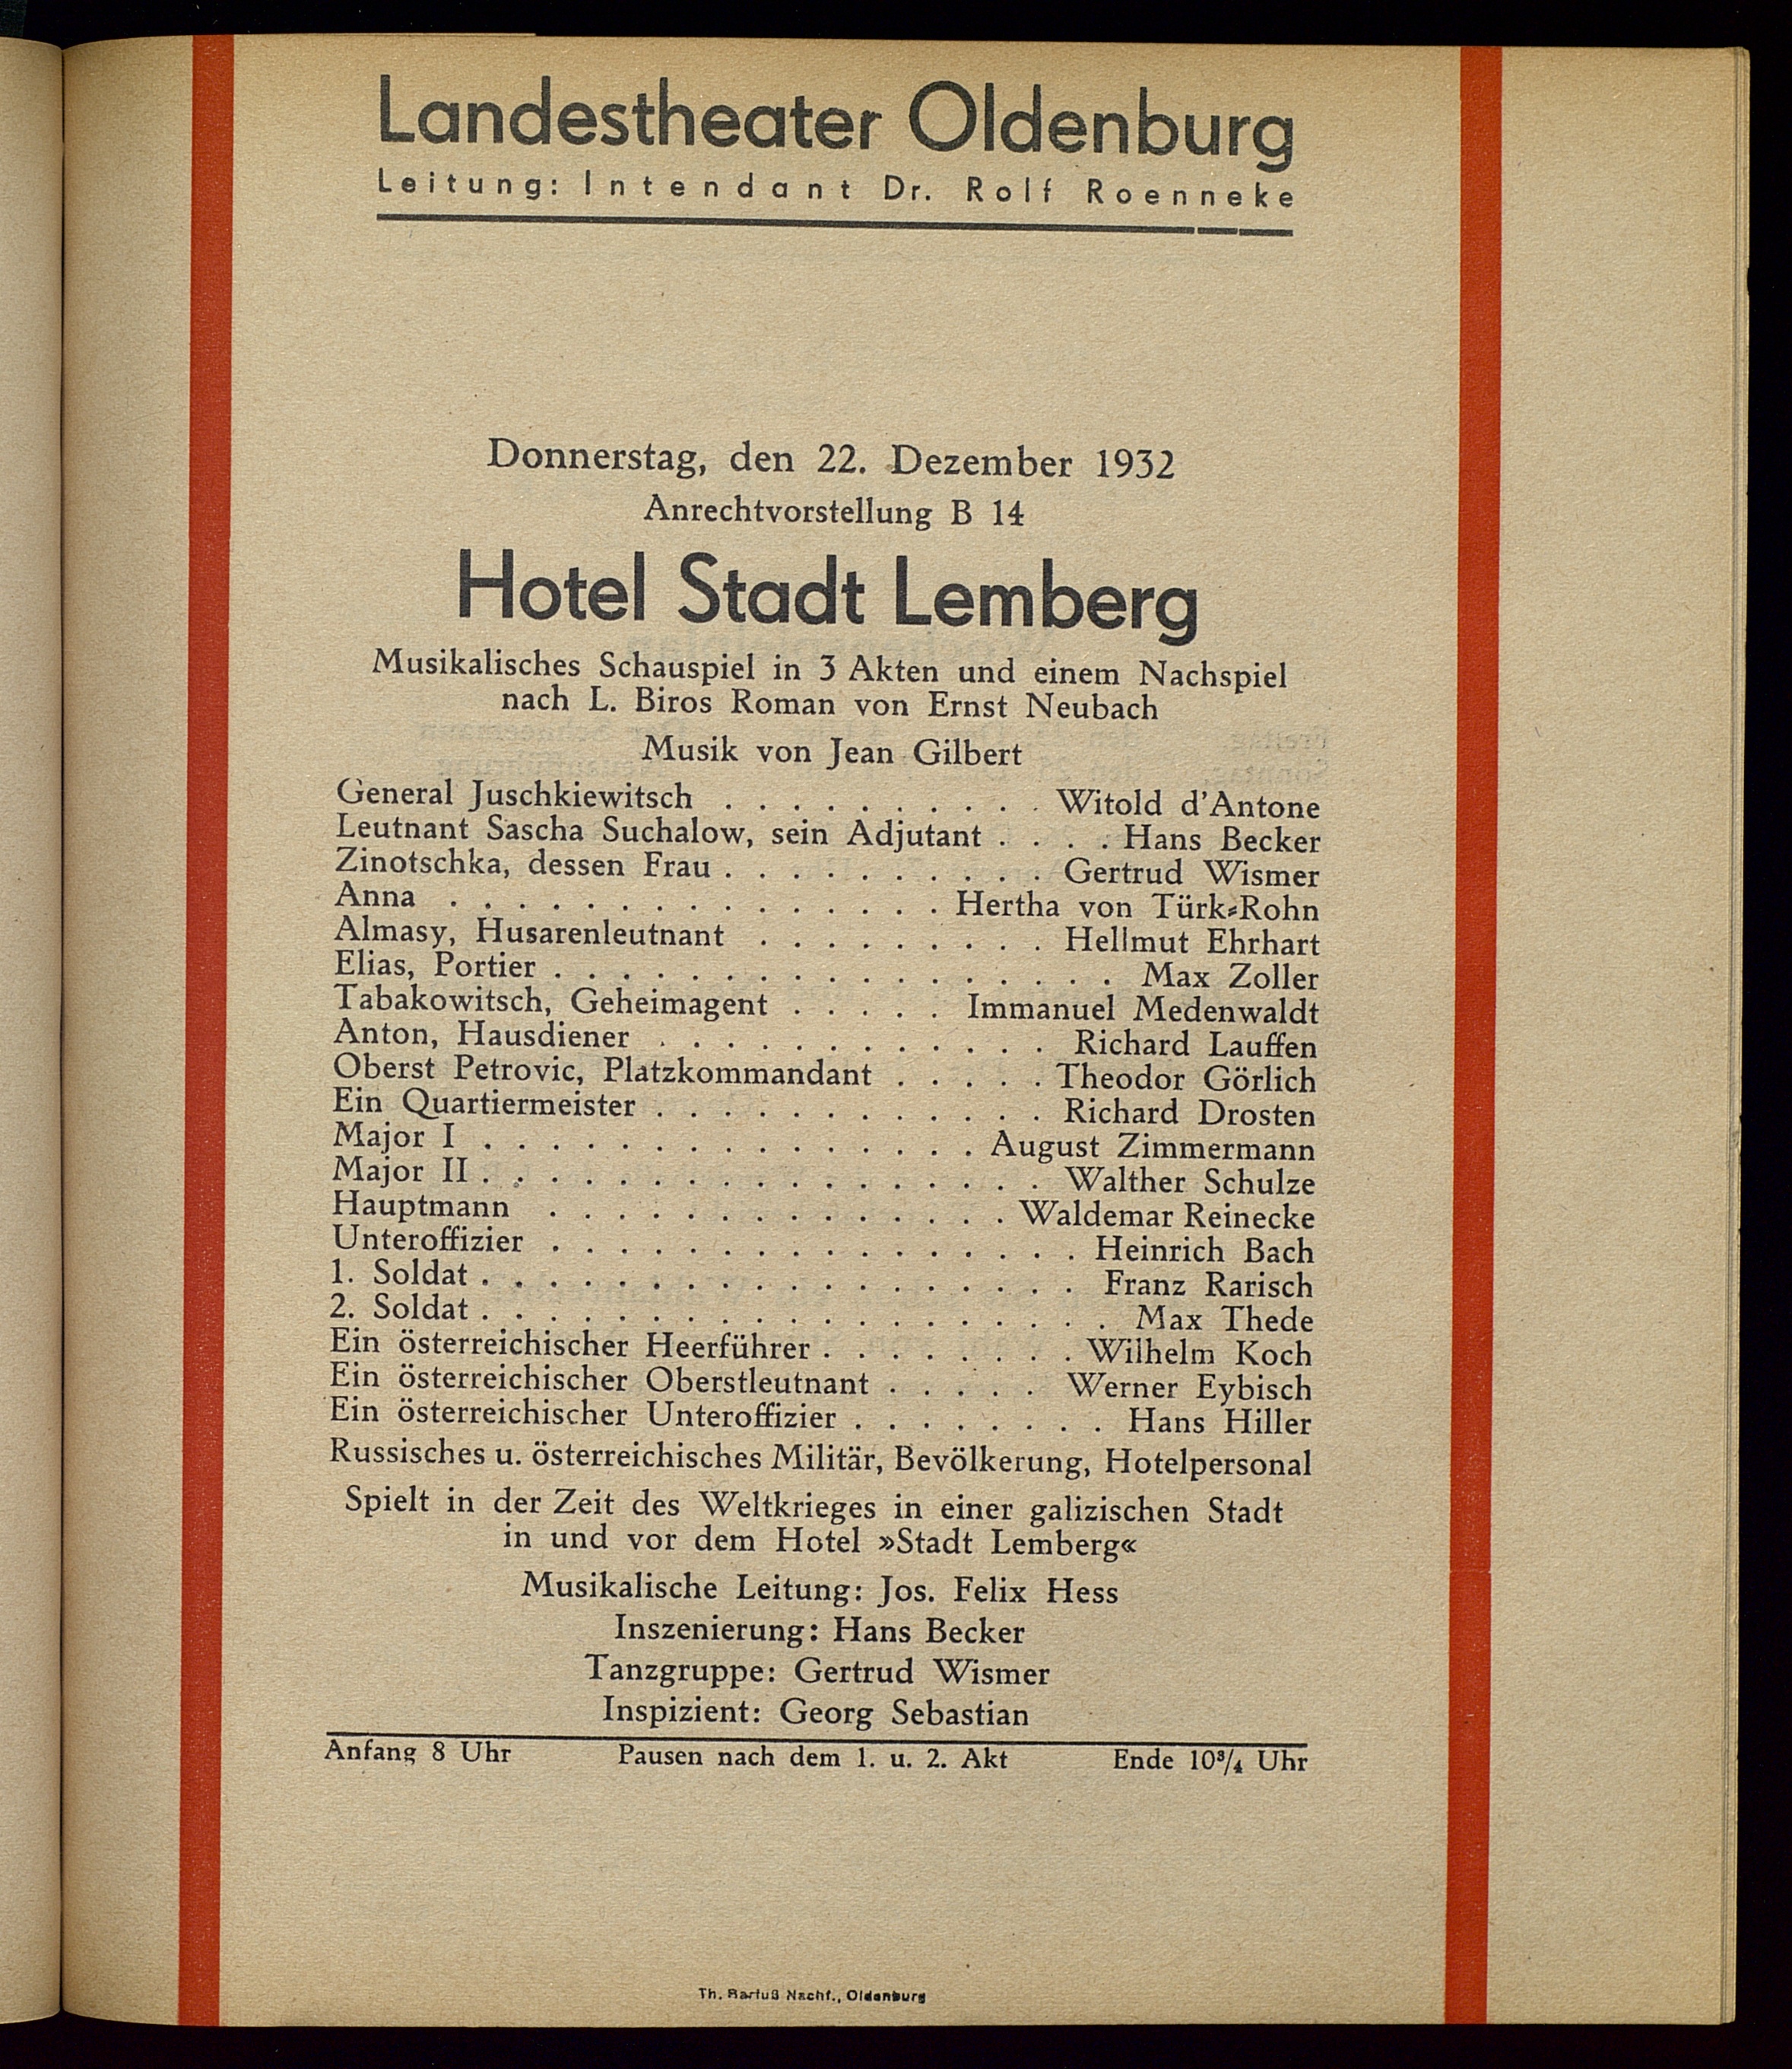 Landestheater Oldenburg
Leitung: Intendant Dr. Rolf Roenneke
Donnerstag, den 22. Dezember 1932
Anrechtvorstellung B 14
Hotel Stadt Lemberg
Musikalisches Schauspiel in 3 Akten und einem Nachspiel
nach L. Biros Roman von Ernst Neubach
Musik von Jean Gilbert
General Juschkiewitsch . . . . . . . . . . Witold d'Antone
Leutnant Sascha Suchalow, sein Adjutant . . . . Hans Becker
Zinotschka, dessen Frau . . . . . . . . . . Gertrud Wismer
Anna . . . . . . . . . . . . . . . Hertha von Türk=Rohn
Almasy, Husarenleutnant . . . . . . . . . Hellmut Ehrhart
Elias, Portier . . . . . . . . . . . . . . . . . Max Zoller
Tabakowitsch, Geheimagent . . . . . Immanuel Medenwaldt
Anton, Hausdiener . . . . . . . . . . . . Richard Lauffen
Oberst Petrovic, Platzkommandant . . . . . Theodor Görlich
Ein Quartiermeister . . . . . . . . . . . . Richard Drosten
Major I . . . . . . . . . . . . . . . August Zimmermann
Major II . . . . . . . . . . . . . . . . . Walther Schulze
Hauptmann . . . . . . . . . . . . . . Waldemar Reinecke
Unteroffizier . . . . . . . . . . . . . . . . Heinrich Bach
1. Soldat . . . . . . . . . . . . . . . . . . Franz Rarisch
2. Soldat . . . . . . . . . . . . . . . . . . . Max Thede
Ein österreichischer Heerführer . . . . . . . . Wilhelm Koch
Ein österreichischer Oberstleutnant . . . . . Werner Eybisch
Ein österreichischer Unteroffizier . . . . . . . . Hans Hiller
Russisches u. österreichisches Militär, Bevölkerung, Hotelpersonal
Spielt in der Zeit des Weltkrieges in einer galizischen Stadt
in und vor dem Hotel »Stadt Lemberg«
Musikalische Leitung: Jos. Felix Hess
Inszenierung: Hans Becker
Tanzgruppe: Gertrud Wismer
Inspizient: Georg Sebastian
Anfang 8 Uhr Pausen nach dem 1. u. 2. Akt Ende 10¾ Uhr
Th. Barfuß Nachf., Oldenburg